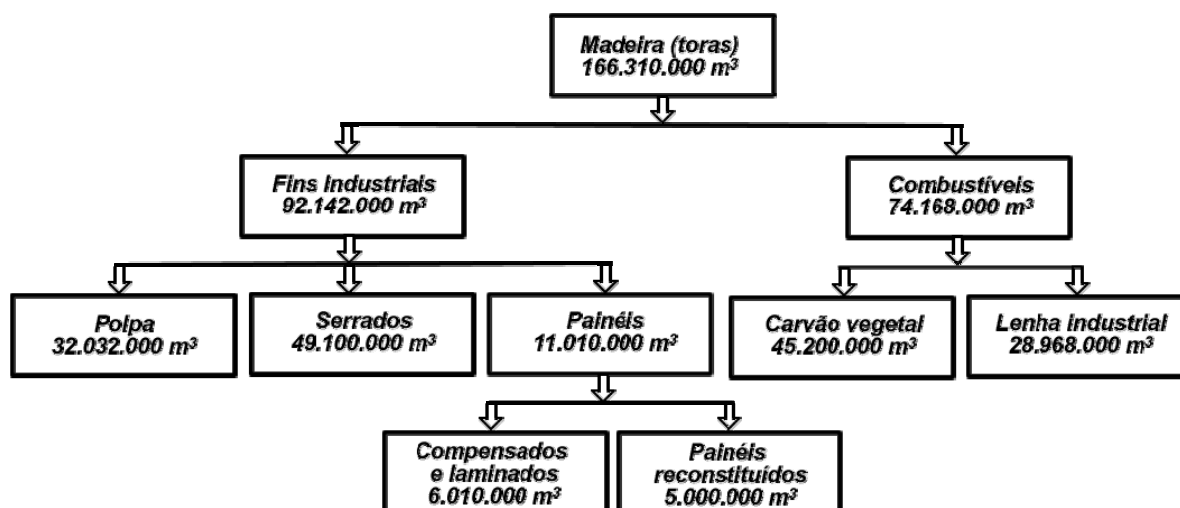 Madeira (toras)
166.310.000 m³
Fins Industriais
92.142.000 m³
Combustíveis
74.168.000 m³
Polpa
32.032.000 m³
Serrados
49.100.000 m³
Painéis
11.010.000 m³
Carvão vegetal
45.200.000 m³
Lenha industrial
28.968.000 m³
Compensados
e laminados
6.010.000 m³
Painéis
reconstituídos
5.000.000 m³